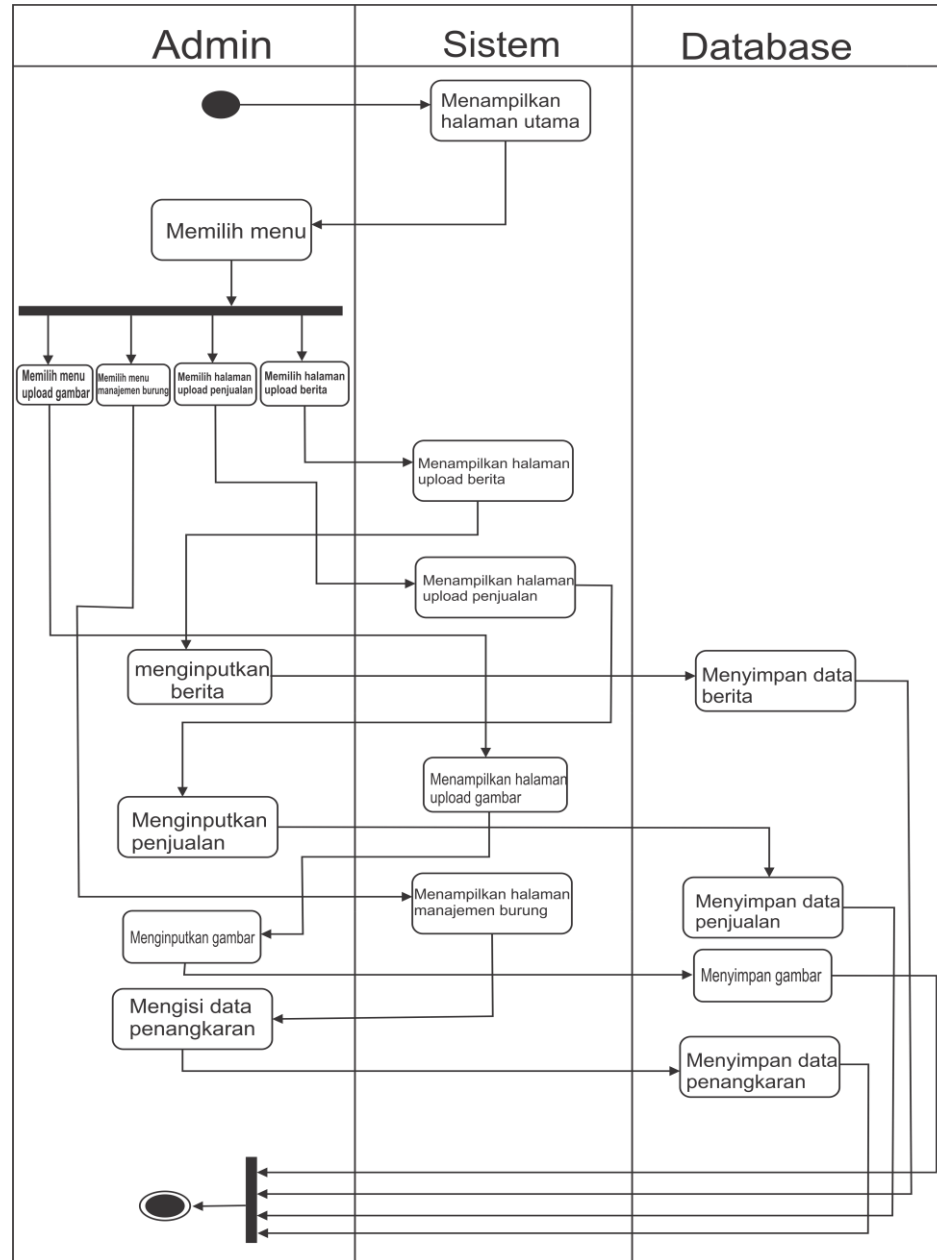 Admin
Sistem
Database
Menampilkan
halaman utama
Memilih menu
Memilih menu
upload gambar
Memilih menu
manajemen burung
Memilih halaman
upload penjualan
Memilih halaman
upload berita
Menampilkan halaman
upload berita
Menampilkan halaman
upload penjualan
menginputkan
berita
Menyimpan data
berita
Menampilkan halaman
upload gambar
Menginputkan
penjualan
Menampilkan halaman
manajemen burung
Menyimpan data
penjualan
Menginputkan gambar
Menyimpan gambar
Mengisi data
penangkaran
Menyimpan data
penangkaran